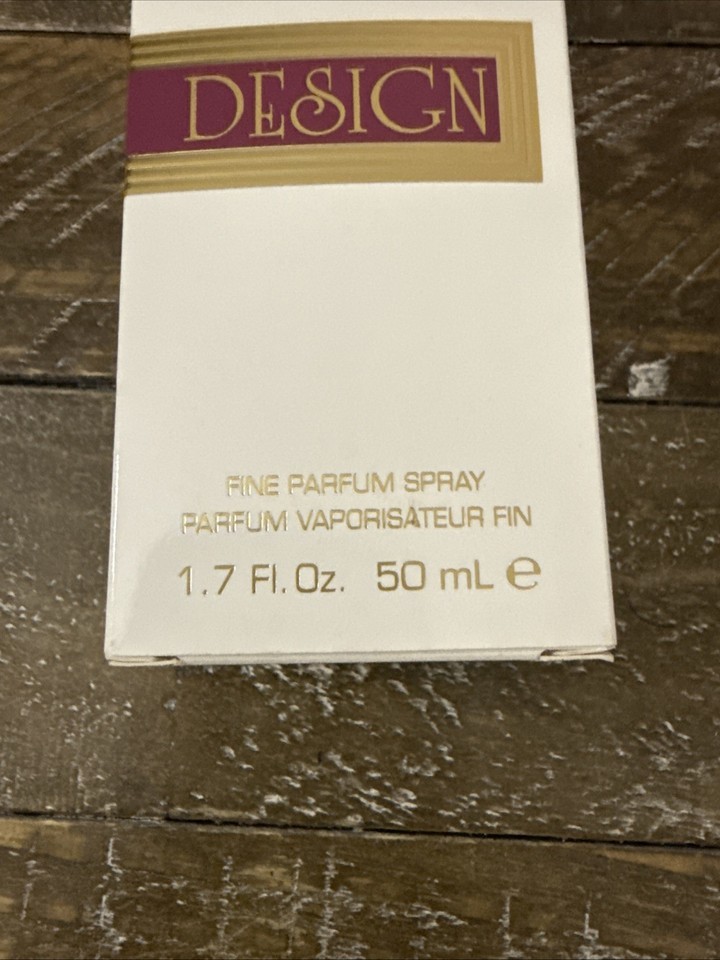 DESIGN
FINE PARFUM SPRAY
PARFUM VAPORISATEUR FIN
1.7 Fl. Oz. 50 mL ℮